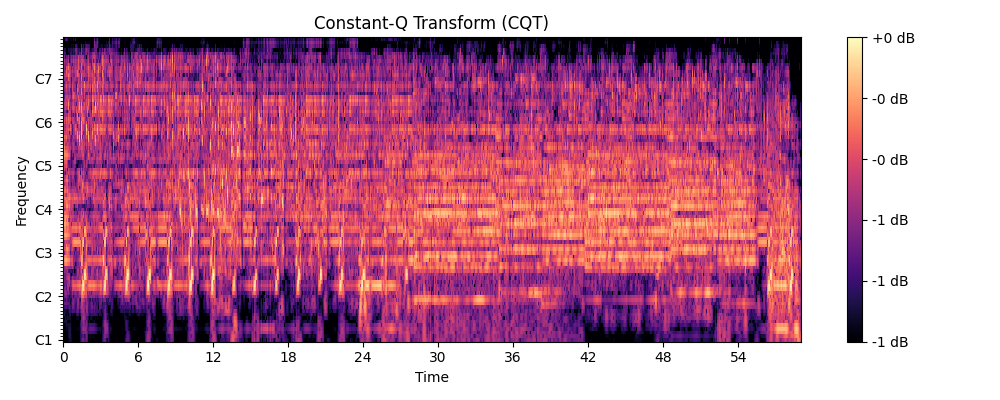 Constant-Q Transform (CQT)
Frequency
C7
C6
C5
C4
C3
C2
C1
0 6 12 18 24 30 36 42 48 54
Time
+0 dB
-0 dB
-0 dB
-1 dB
-1 dB
-1 dB